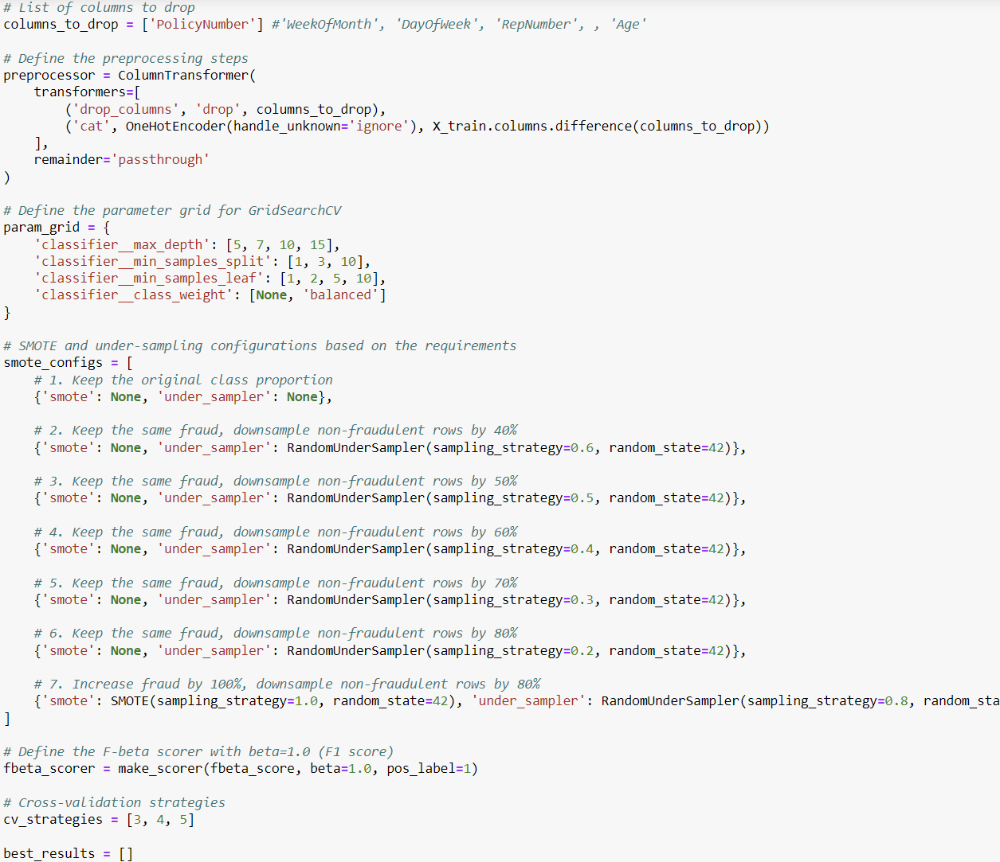 # List of columns to drop
columns_to_drop = ['PolicyNumber'] #'WeekOfMonth', 'DayOfWeek', 'RepNumber', , 'Age'
# Define the preprocessing steps
preprocessor = ColumnTransformer(
    transformers=[
        ('drop_columns', 'drop', columns_to_drop),
        ('cat', OneHotEncoder(handle_unknown='ignore'), X_train.columns.difference(columns_to_drop))
    ],
    remainder='passthrough'
)
# Define the parameter grid for GridSearchCV
param_grid = {
    'classifier__max_depth': [5, 7, 10, 15],
    'classifier__min_samples_split': [1, 3, 10],
    'classifier__min_samples_leaf': [1, 2, 5, 10],
    'classifier__class_weight': [None, 'balanced']
}
# SMOTE and under-sampling configurations based on the requirements
smote_configs = [
    # 1. Keep the original class proportion
    {'smote': None, 'under_sampler': None},
    # 2. Keep the same fraud, downsample non-fraudulent rows by 40%
    {'smote': None, 'under_sampler': RandomUnderSampler(sampling_strategy=0.6, random_state=42)},
    # 3. Keep the same fraud, downsample non-fraudulent rows by 50%
    {'smote': None, 'under_sampler': RandomUnderSampler(sampling_strategy=0.5, random_state=42)},
    # 4. Keep the same fraud, downsample non-fraudulent rows by 60%
    {'smote': None, 'under_sampler': RandomUnderSampler(sampling_strategy=0.4, random_state=42)},
    # 5. Keep the same fraud, downsample non-fraudulent rows by 70%
    {'smote': None, 'under_sampler': RandomUnderSampler(sampling_strategy=0.3, random_state=42)},
    # 6. Keep the same fraud, downsample non-fraudulent rows by 80%
    {'smote': None, 'under_sampler': RandomUnderSampler(sampling_strategy=0.2, random_state=42)},
    # 7. Increase fraud by 100%, downsample non-fraudulent rows by 80%
    {'smote': SMOTE(sampling_strategy=1.0, random_state=42), 'under_sampler': RandomUnderSampler(sampling_strategy=0.8, random_sta
]
# Define the F-beta scorer with beta=1.0 (F1 score)
fbeta_scorer = make_scorer(fbeta_score, beta=1.0, pos_label=1)
# Cross-validation strategies
cv_strategies = [3, 4, 5]
best_results = []